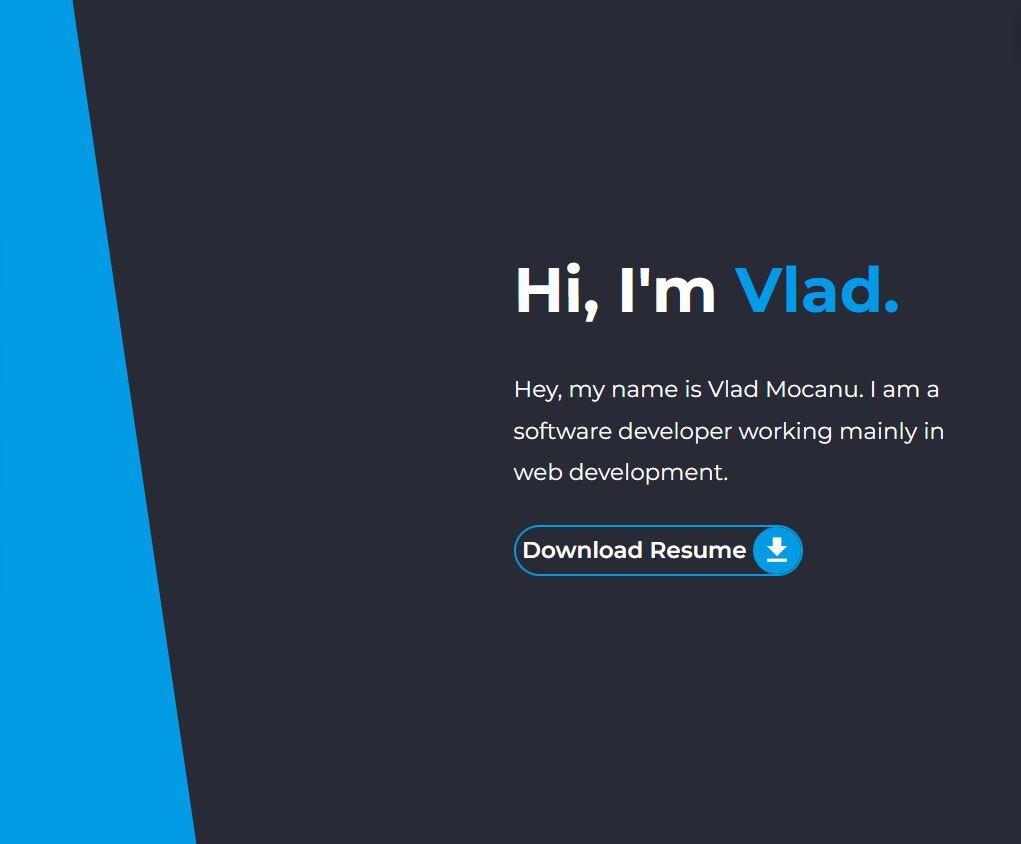 Hi, I'm Vlad.
Hey, my name is Vlad Mocanu. I am a
software developer working mainly in
web development.
Download Resume